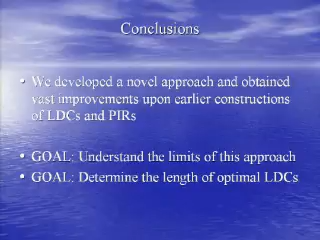 Conclusions
• We developed a novel approach and obtained
vast improvements upon earlier constructions
of LDCs and PIRs
• GOAL: Understand the limits of this approach
• GOAL: Determine the length of optimal LDCs